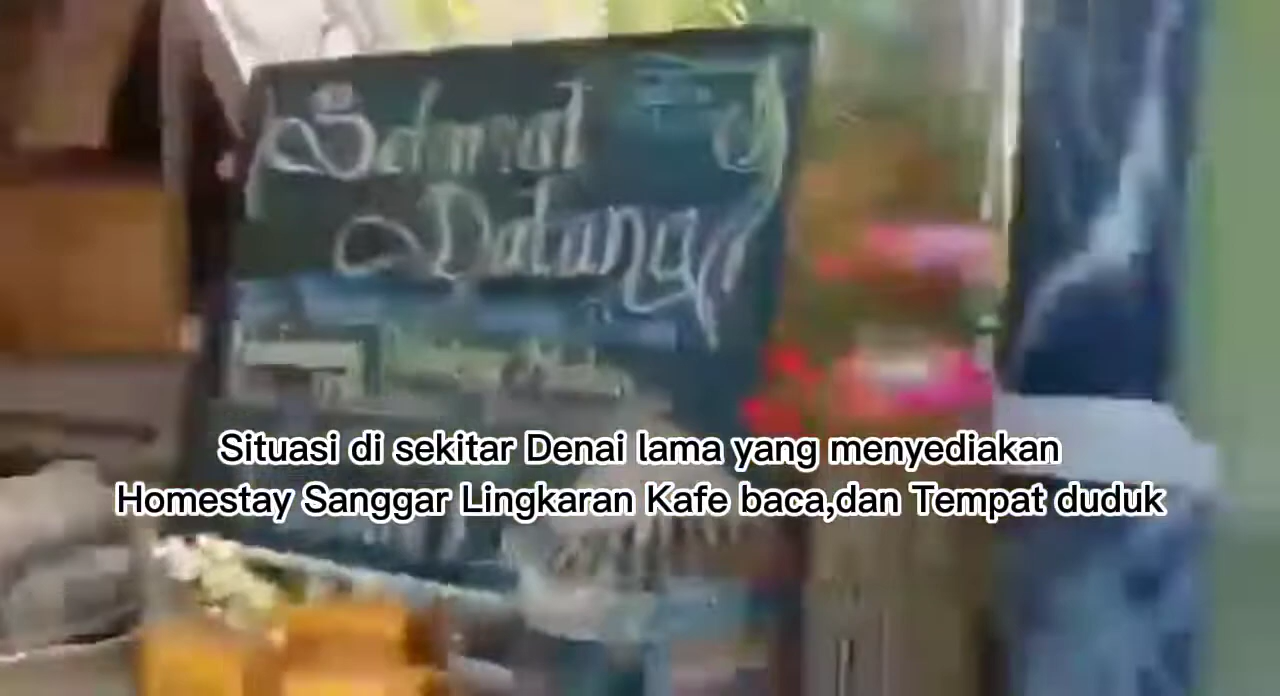 Selamat
Datang
Situasi di sekitar Denai lama yang menyediakan
Homestay Sanggar Lingkaran Kafe baca,dan Tempat duduk